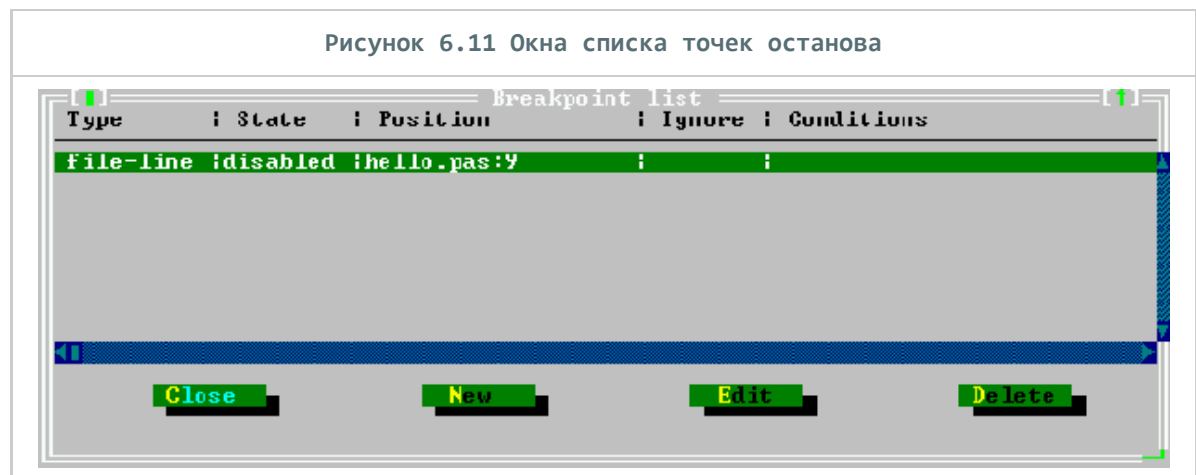 Рисунок 6.11 Окна списка точек останова
Breakpoint list
Type | State | Position | Ignore | Conditions
file-line |disabled |hello.pas:9 | |
Close New Edit Delete